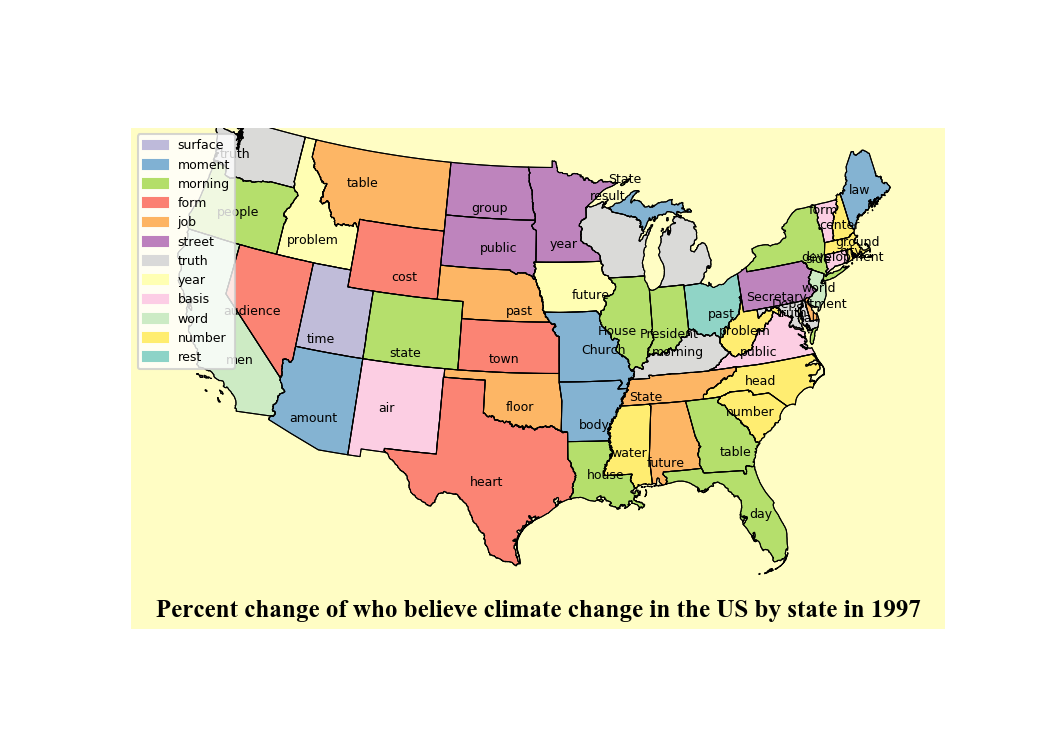 surface
moment
morning
form
job
street
truth
year
basis
word
number
rest
truth
people
problem
table
cost
audience
men
time
state
amount
air
group
public
year
State
result
past
town
floor
heart
future
Church
body
house
House
President
morning
past
State
water
future
table
day
number
head
public
problem
Secretary
Department
truth
world
side
development
ground
center
form
law
Percent change of who believe climate change in the US by state in 1997